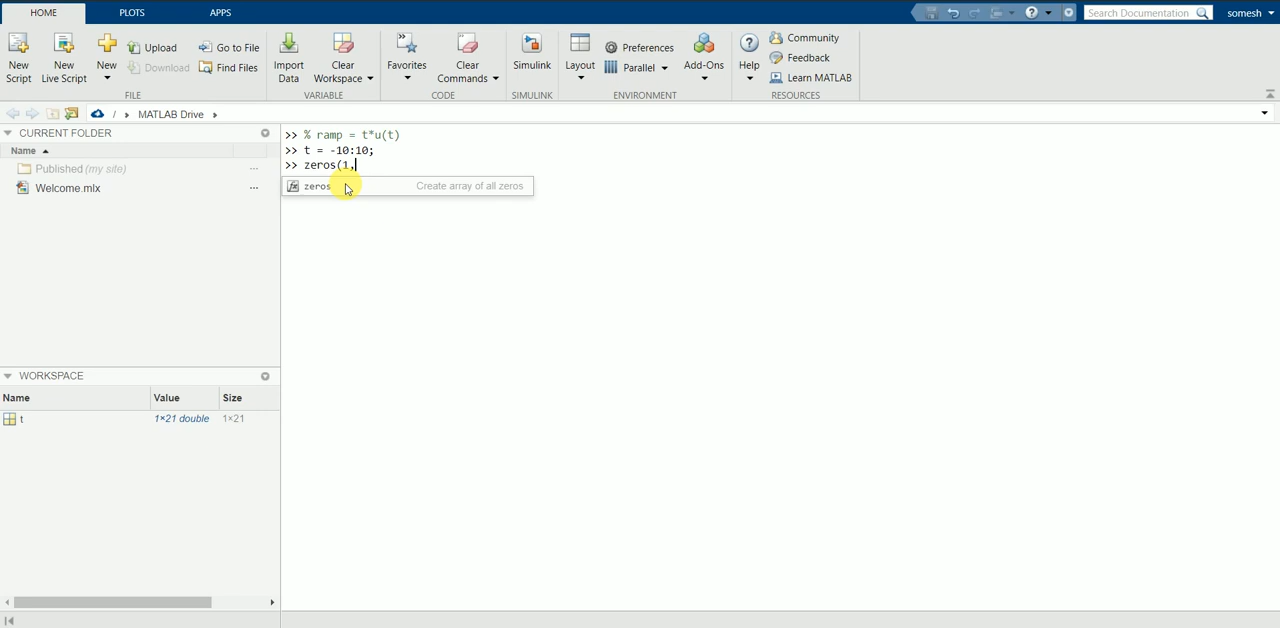 HOME PLOTS APPS
Search Documentation somesh
New Script
New Live Script
New
Upload
Download
Go to File
Find Files
FILE
Import Data
Clear Workspace
VARIABLE
Favorites
Clear Commands
CODE
Simulink
SIMULINK
Layout
Preferences
Parallel
Add-Ons
ENVIRONMENT
Help
Community
Feedback
Learn MATLAB
RESOURCES
/ MATLAB Drive
CURRENT FOLDER
Name
Published (my site)
Welcome.mlx
WORKSPACE
Name Value Size
t 1×21 double 1×21
>> % ramp = t*u(t)
>> t = -10:10;
>> zeros(1,
fx zeros Create array of all zeros